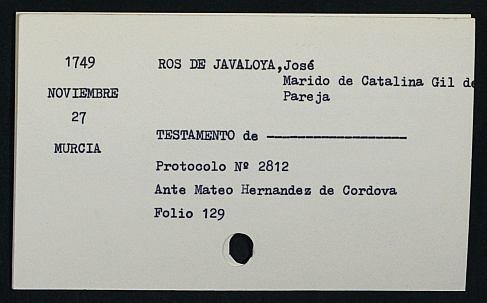 1749
NOVIEMBRE
27
MURCIA
ROS DE JAVALOYA,José
Marido de Catalina Gil de
Pareja
TESTAMENTO de ------------------
Protocolo Nº 2812
Ante Mateo Hernandez de Cordova
Folio 129